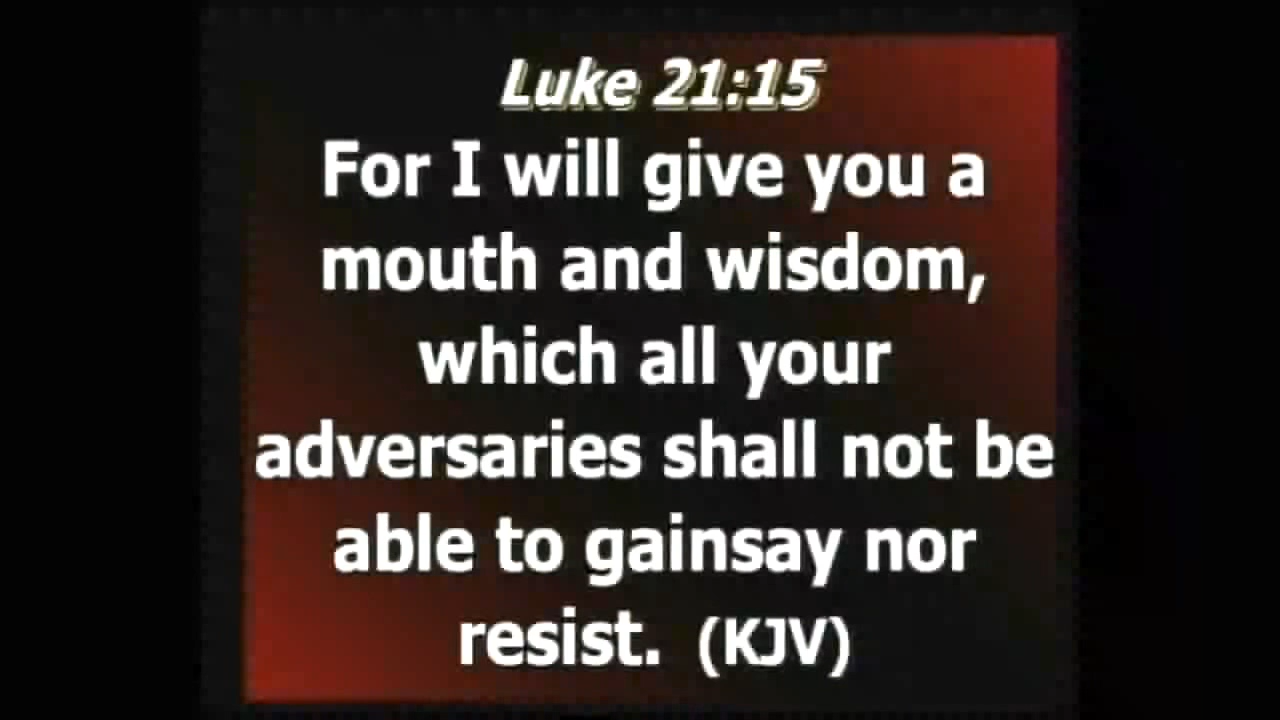 Luke 21:15
For I will give you a
mouth and wisdom,
which all your
adversaries shall not be
able to gainsay nor
resist. (KJV)